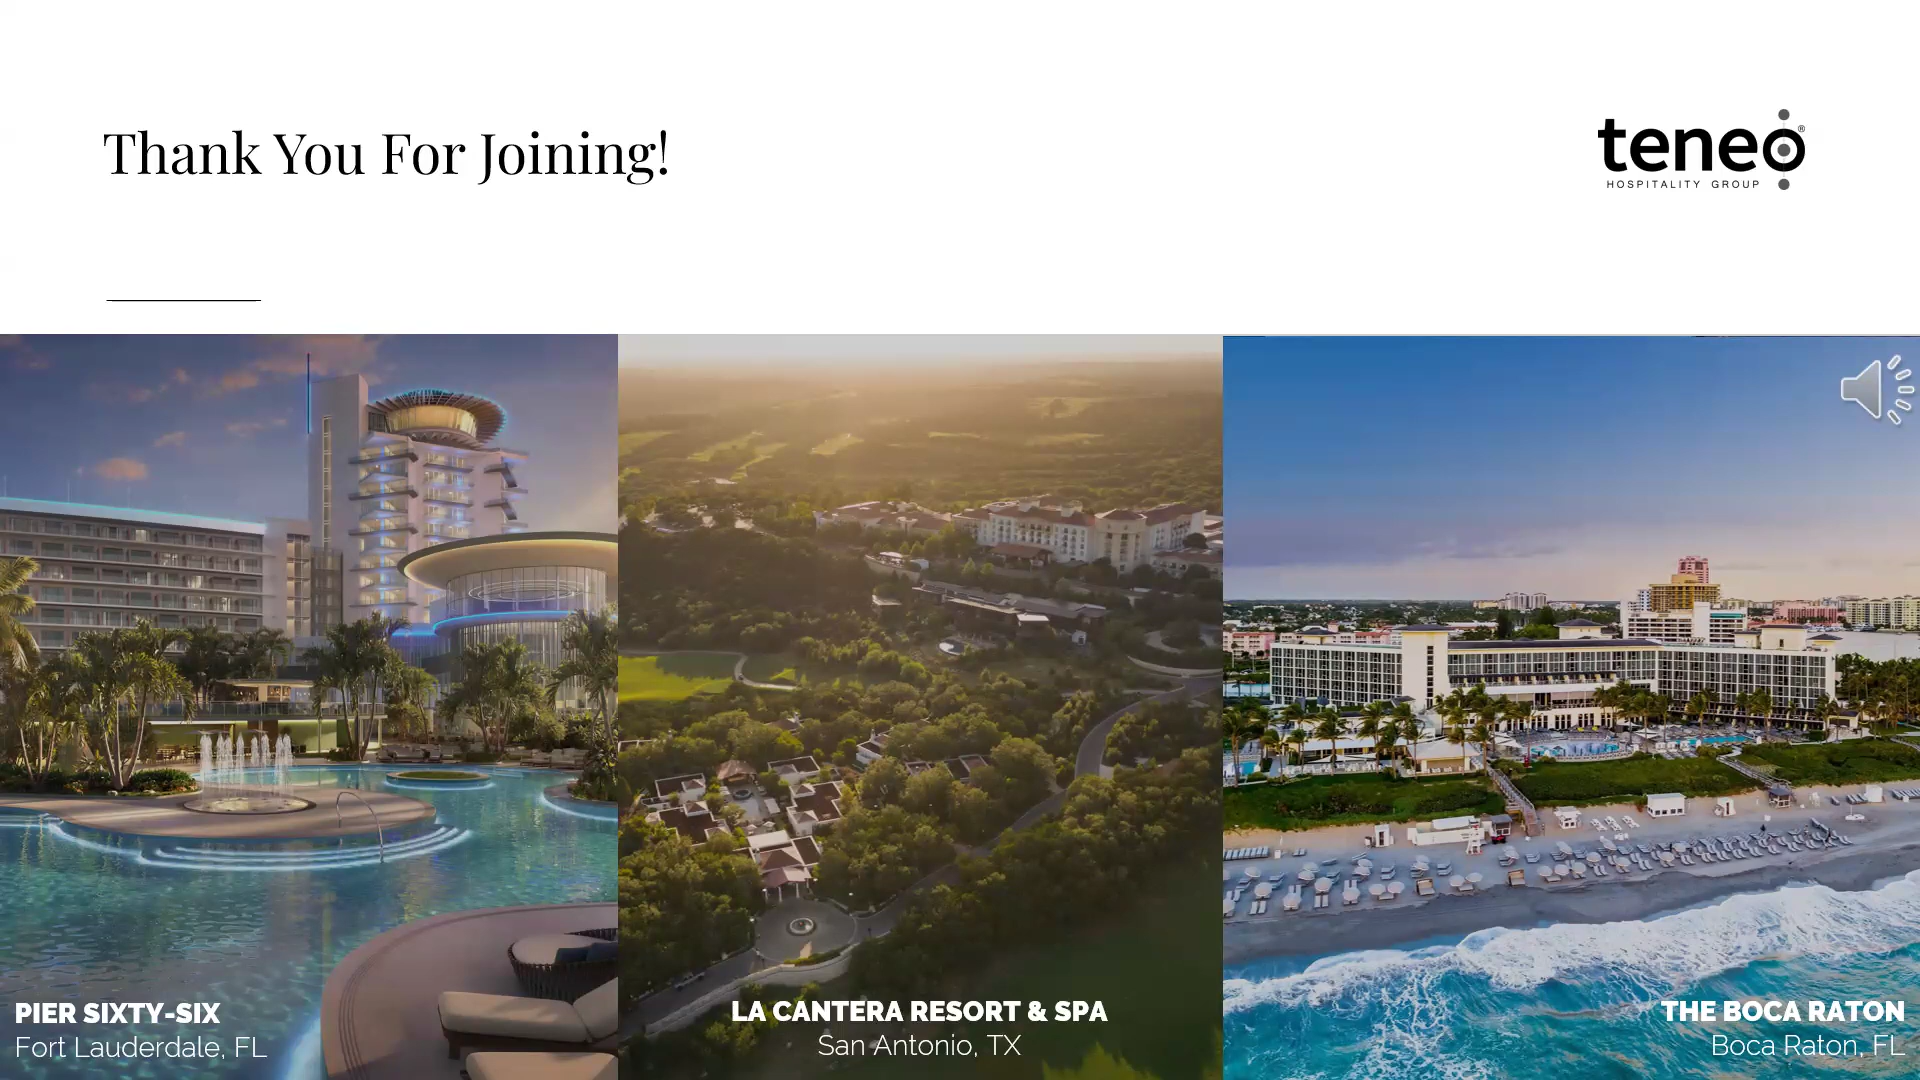 Thank You For Joining!
teneo®
HOSPITALITY GROUP
PIER SIXTY-SIX
Fort Lauderdale, FL
LA CANTERA RESORT & SPA
San Antonio, TX
THE BOCA RATON
Boca Raton, FL